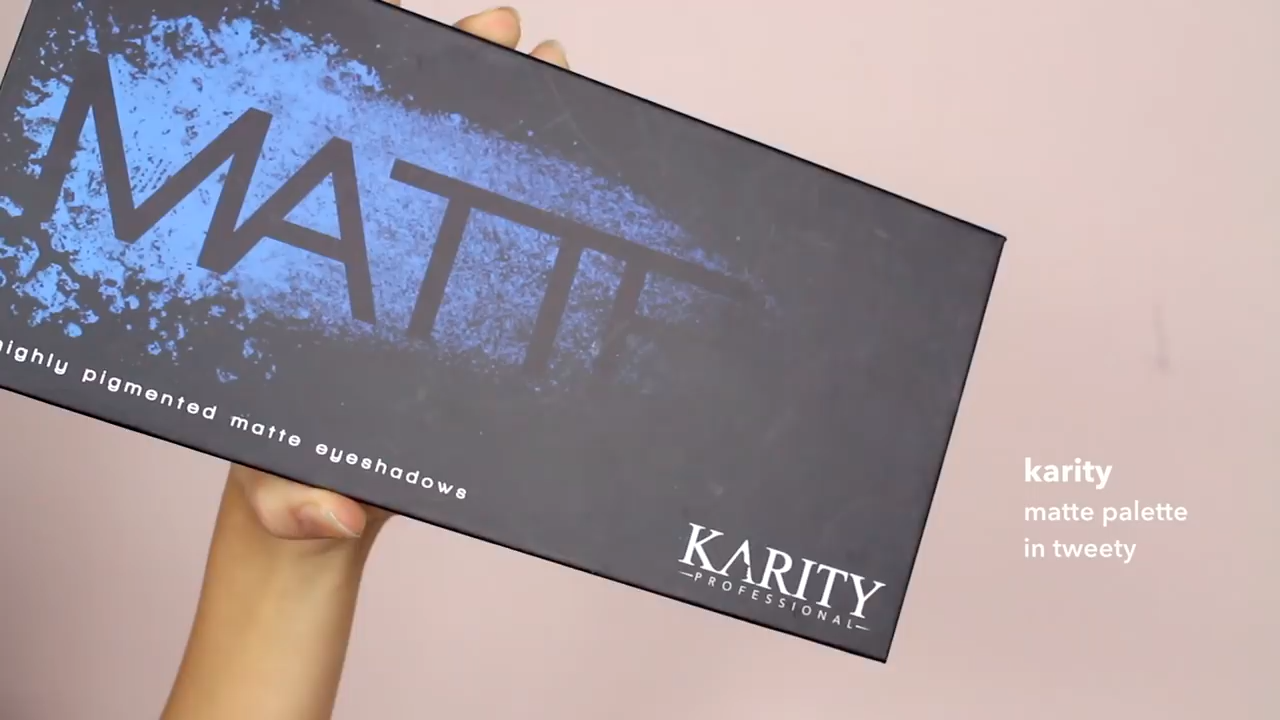 MATTE
highly pigmented matte eyeshadows
KARITY
PROFESSIONAL
karity
matte palette
in tweety